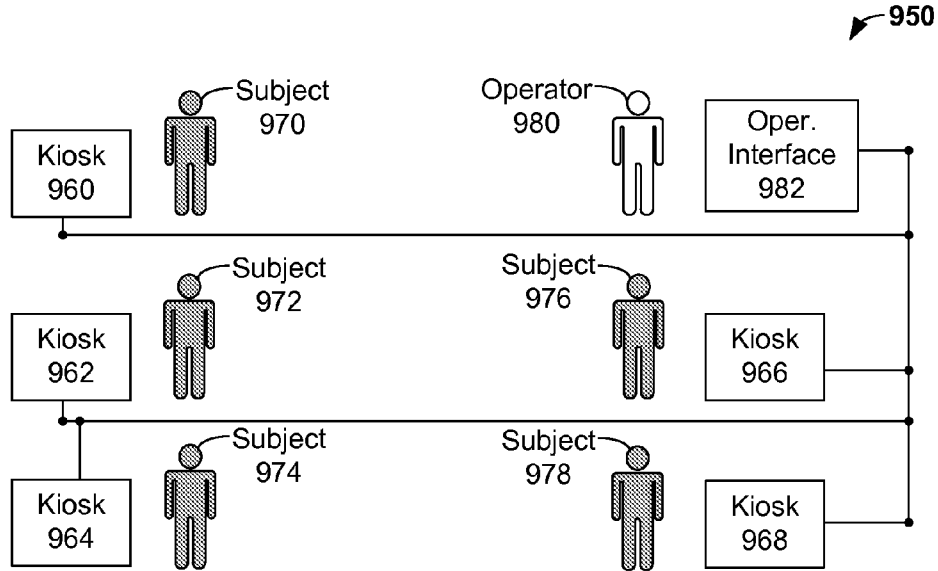 950
Subject
970
Operator
980
Oper.
Interface
982
Kiosk
960
Subject
972
Subject
976
Kiosk
962
Kiosk
966
Subject
974
Subject
978
Kiosk
964
Kiosk
968